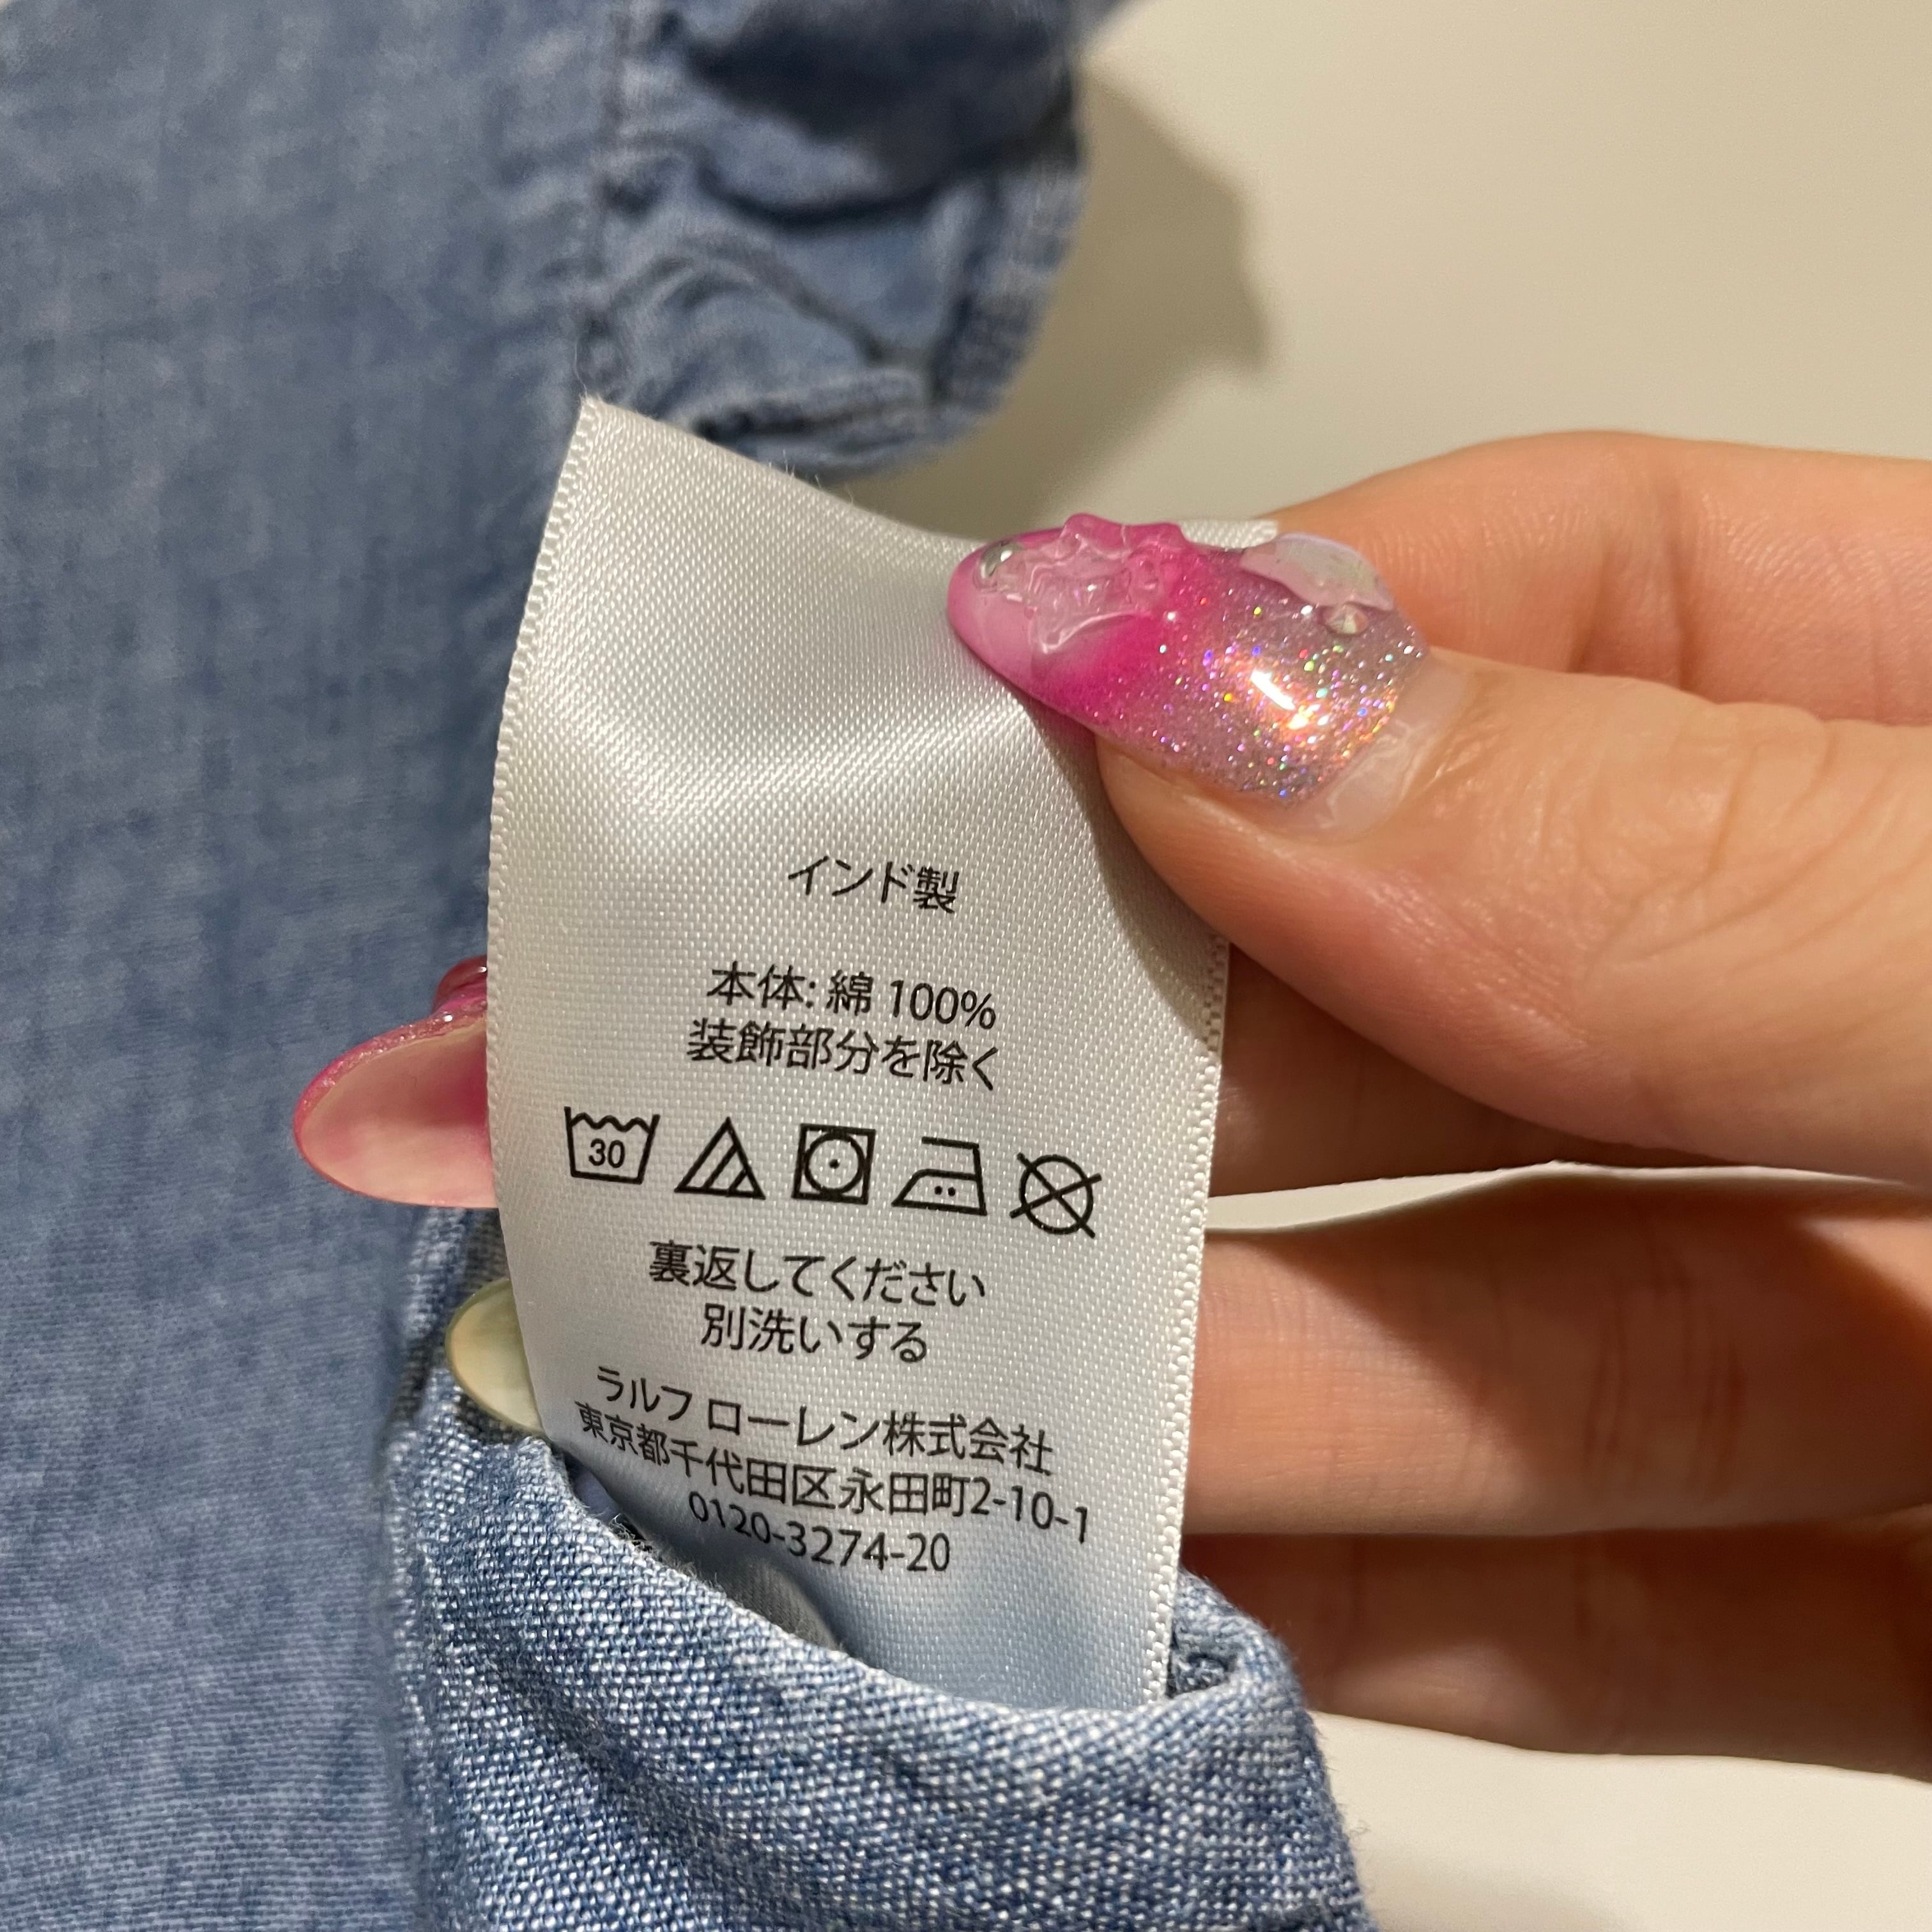 インド製
本体: 綿 100%
装飾部分を除く
30
裏返してください
別洗いする
ラルフ ローレン株式会社
東京都千代田区永田町2-10-1
0120-3274-20